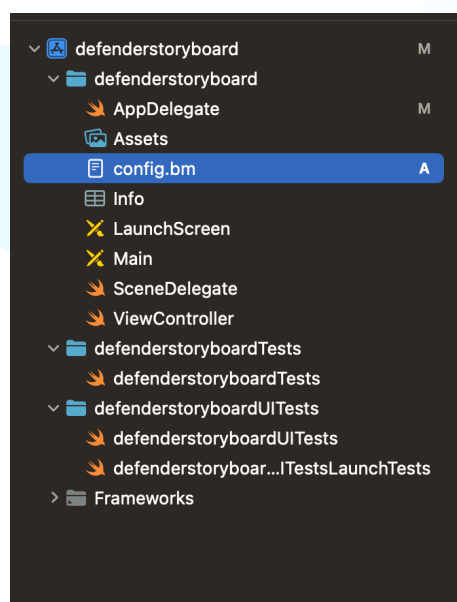 defenderstoryboard M
defenderstoryboard
AppDelegate M
Assets
config.bm A
Info
LaunchScreen
Main
SceneDelegate
ViewController
defenderstoryboardTests
defenderstoryboardTests
defenderstoryboardUITests
defenderstoryboardUITests
defenderstoryboar...ITestsLaunchTests
Frameworks